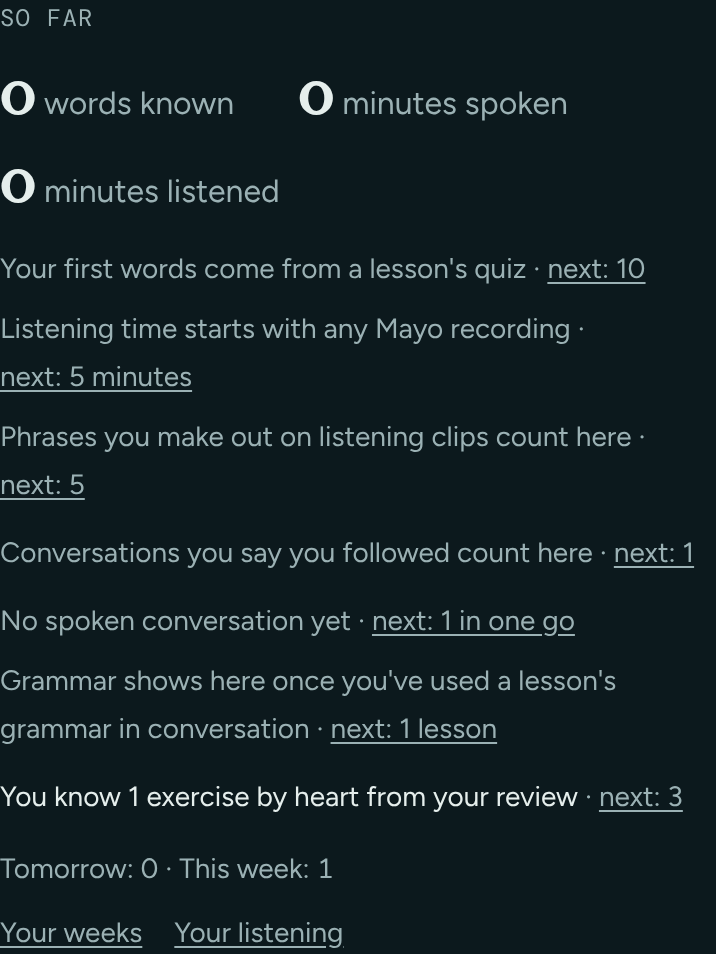 SO FAR
0 words known 0 minutes spoken
0 minutes listened
Your first words come from a lesson's quiz · next: 10
Listening time starts with any Mayo recording ·
next: 5 minutes
Phrases you make out on listening clips count here ·
next: 5
Conversations you say you followed count here · next: 1
No spoken conversation yet · next: 1 in one go
Grammar shows here once you've used a lesson's
grammar in conversation · next: 1 lesson
You know 1 exercise by heart from your review · next: 3
Tomorrow: 0 · This week: 1
Your weeks Your listening